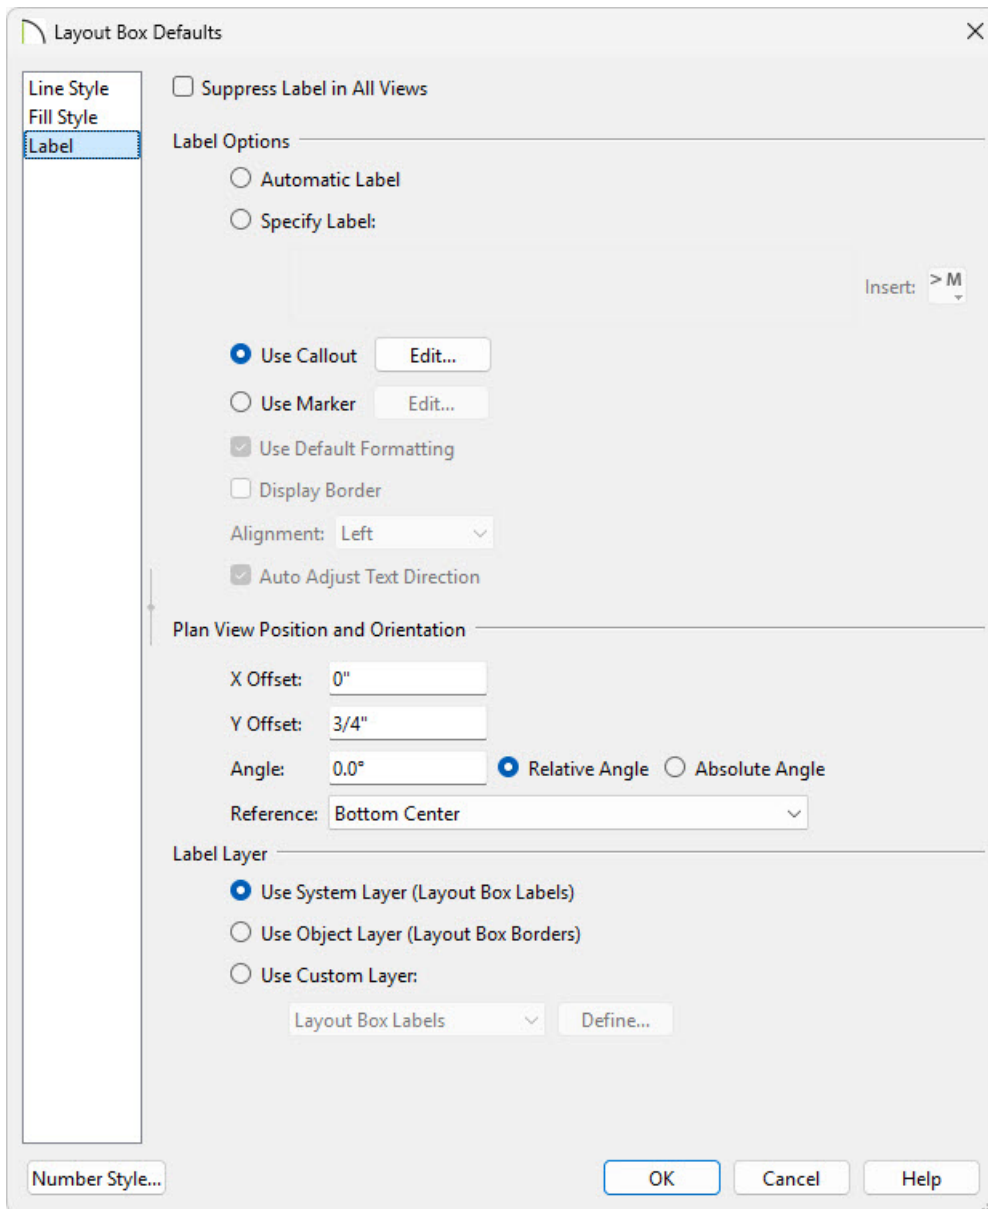 Layout Box Defaults
Line Style
Fill Style
Label
Suppress Label in All Views
Label Options
Automatic Label
Specify Label:
Insert: > M
Use Callout Edit...
Use Marker Edit...
Use Default Formatting
Display Border
Alignment: Left
Auto Adjust Text Direction
Plan View Position and Orientation
X Offset: 0"
Y Offset: 3/4"
Angle: 0.0° Relative Angle Absolute Angle
Reference: Bottom Center
Label Layer
Use System Layer (Layout Box Labels)
Use Object Layer (Layout Box Borders)
Use Custom Layer:
Layout Box Labels Define...
Number Style... OK Cancel Help